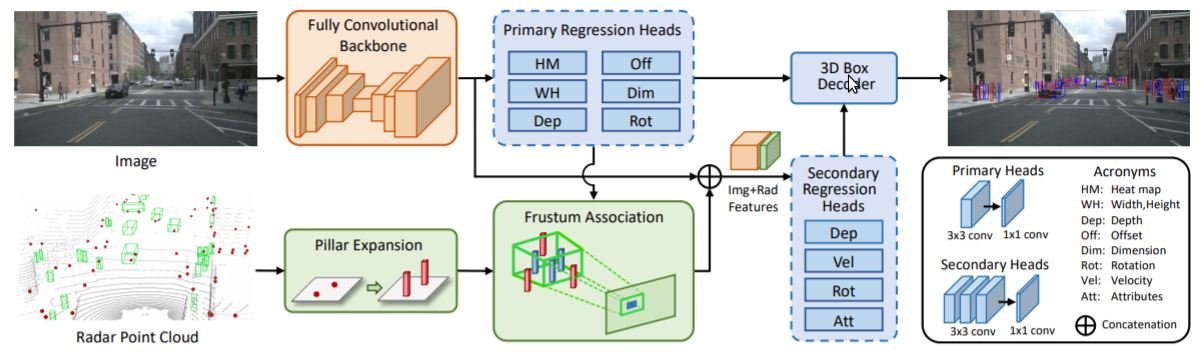 Image
Radar Point Cloud
Fully Convolutional
Backbone
Pillar Expansion
Primary Regression Heads
HM
Off
WH
Dim
Dep
Rot
Frustum Association
Img+Rad
Features
3D Box
Decoder
Secondary
Regression
Heads
Dep
Vel
Rot
Att
Primary Heads
3x3 conv
1x1 conv
Secondary Heads
3x3 conv
1x1 conv
Acronyms
HM: Heat map
WH: Width,Height
Dep: Depth
Off: Offset
Dim: Dimension
Rot: Rotation
Vel: Velocity
Att: Attributes
Concatenation